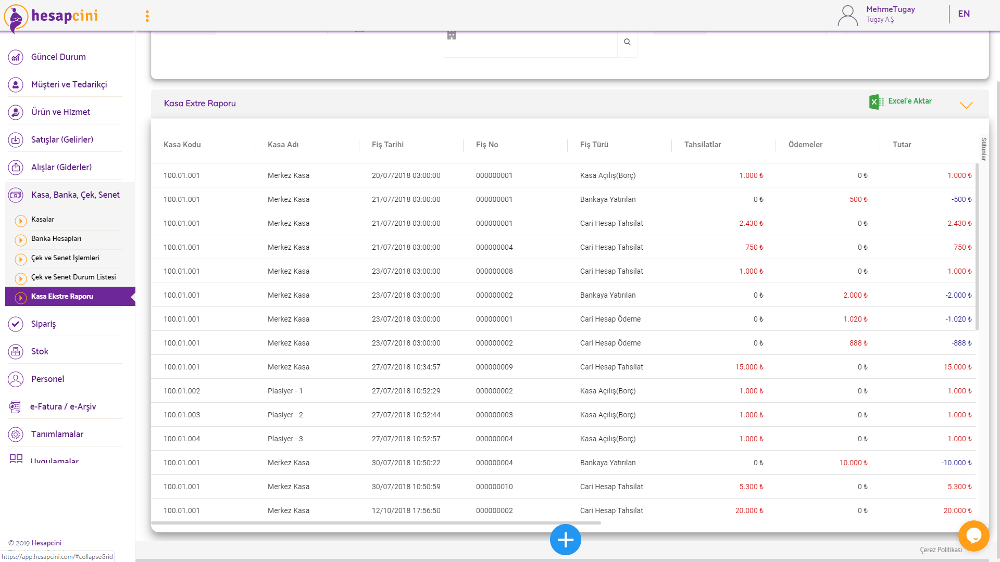 hesapcini
MehmeTugay
Tugay A.Ş
EN
Güncel Durum
Müşteri ve Tedarikçi
Ürün ve Hizmet
Satışlar (Gelirler)
Alışlar (Giderler)
Kasa, Banka, Çek, Senet
Kasalar
Banka Hesapları
Çek ve Senet İşlemleri
Çek ve Senet Durum Listesi
Kasa Ekstre Raporu
Sipariş
Stok
Personel
e-Fatura / e-Arşiv
Tanımlamalar
Uygulamalar
© 2019 Hesapcini
https://app.hesapcini.com/#collapseGrid
Kasa Extre Raporu
Excel'e Aktar
Kasa Kodu Kasa Adı Fiş Tarihi Fiş No Fiş Türü Tahsilatlar Ödemeler Tutar
Sütunlar
100.01.001 Merkez Kasa 20/07/2018 03:00:00 000000001 Kasa Açılış(Borç) 1.000 ₺ 0 ₺ 1.000 ₺
100.01.001 Merkez Kasa 21/07/2018 03:00:00 000000001 Bankaya Yatırılan 0 ₺ 500 ₺ -500 ₺
100.01.001 Merkez Kasa 21/07/2018 03:00:00 000000001 Cari Hesap Tahsilat 2.430 ₺ 0 ₺ 2.430 ₺
100.01.001 Merkez Kasa 21/07/2018 03:00:00 000000004 Cari Hesap Tahsilat 750 ₺ 0 ₺ 750 ₺
100.01.001 Merkez Kasa 23/07/2018 03:00:00 000000008 Cari Hesap Tahsilat 1.000 ₺ 0 ₺ 1.000 ₺
100.01.001 Merkez Kasa 23/07/2018 03:00:00 000000002 Bankaya Yatırılan 0 ₺ 2.000 ₺ -2.000 ₺
100.01.001 Merkez Kasa 23/07/2018 03:00:00 000000001 Cari Hesap Ödeme 0 ₺ 1.020 ₺ -1.020 ₺
100.01.001 Merkez Kasa 23/07/2018 03:00:00 000000002 Cari Hesap Ödeme 0 ₺ 888 ₺ -888 ₺
100.01.001 Merkez Kasa 27/07/2018 10:34:57 000000009 Cari Hesap Tahsilat 15.000 ₺ 0 ₺ 15.000 ₺
100.01.002 Plasiyer - 1 27/07/2018 10:52:29 000000002 Kasa Açılış(Borç) 1.000 ₺ 0 ₺ 1.000 ₺
100.01.003 Plasiyer - 2 27/07/2018 10:52:44 000000003 Kasa Açılış(Borç) 1.000 ₺ 0 ₺ 1.000 ₺
100.01.004 Plasiyer - 3 27/07/2018 10:52:57 000000004 Kasa Açılış(Borç) 1.000 ₺ 0 ₺ 1.000 ₺
100.01.001 Merkez Kasa 30/07/2018 10:50:22 000000004 Bankaya Yatırılan 0 ₺ 10.000 ₺ -10.000 ₺
100.01.001 Merkez Kasa 30/07/2018 10:50:59 000000010 Cari Hesap Tahsilat 5.300 ₺ 0 ₺ 5.300 ₺
100.01.001 Merkez Kasa 12/10/2018 17:56:50 000000002 Cari Hesap Tahsilat 20.000 ₺ 0 ₺ 20.000 ₺
Çerez Politikası